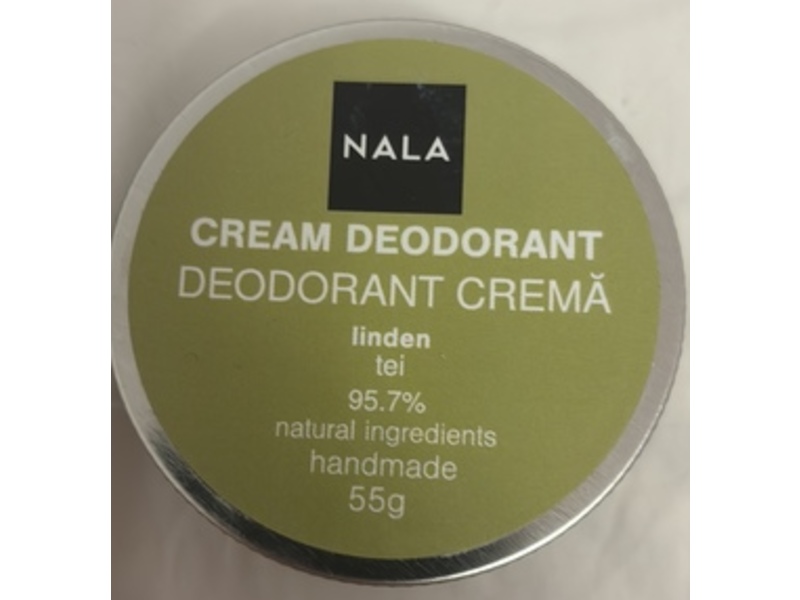 NALA
CREAM DEODORANT
DEODORANT CREMĂ
linden
tei
95.7%
natural ingredients
handmade
55g